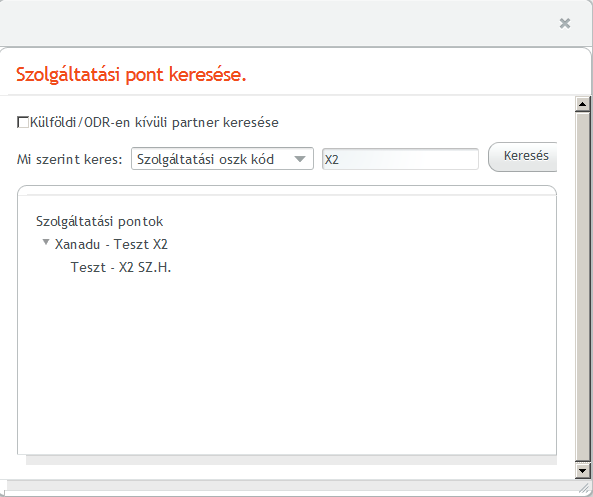 Szolgáltatási pont keresése.
Külföldi/ODR-en kívüli partner keresése
Mi szerint keres: Szolgáltatási oszk kód X2 Keresés
Szolgáltatási pontok
Xanadu - Teszt X2
Teszt - X2 SZ.H.